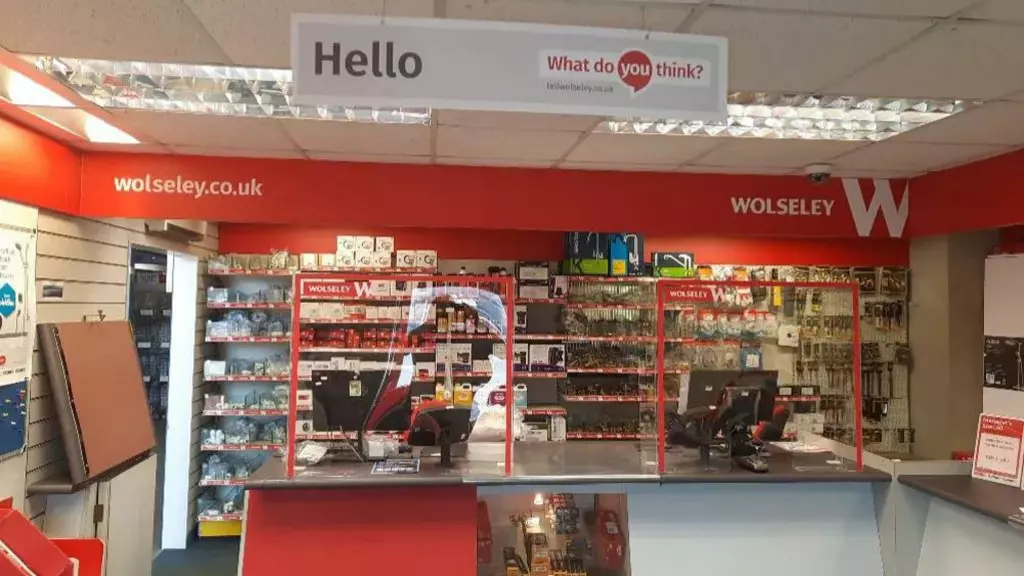 Hello
What do you think?
tellwolseley.co.uk
wolseley.co.uk
WOLSELEY W
WOLSELEY W
WOLSELEY W